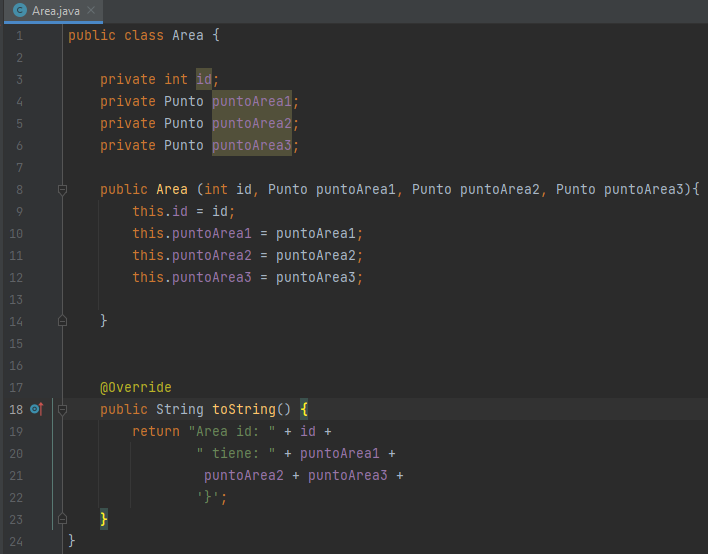 Area.java
1 public class Area {
2
3 private int id;
4 private Punto puntoArea1;
5 private Punto puntoArea2;
6 private Punto puntoArea3;
7
8 public Area (int id, Punto puntoArea1, Punto puntoArea2, Punto puntoArea3){
9 this.id = id;
10 this.puntoArea1 = puntoArea1;
11 this.puntoArea2 = puntoArea2;
12 this.puntoArea3 = puntoArea3;
13
14 }
15
16
17 @Override
18 public String toString() {
19 return "Area id: " + id +
20 " tiene: " + puntoArea1 +
21 puntoArea2 + puntoArea3 +
22 '}';
23 }
24 }